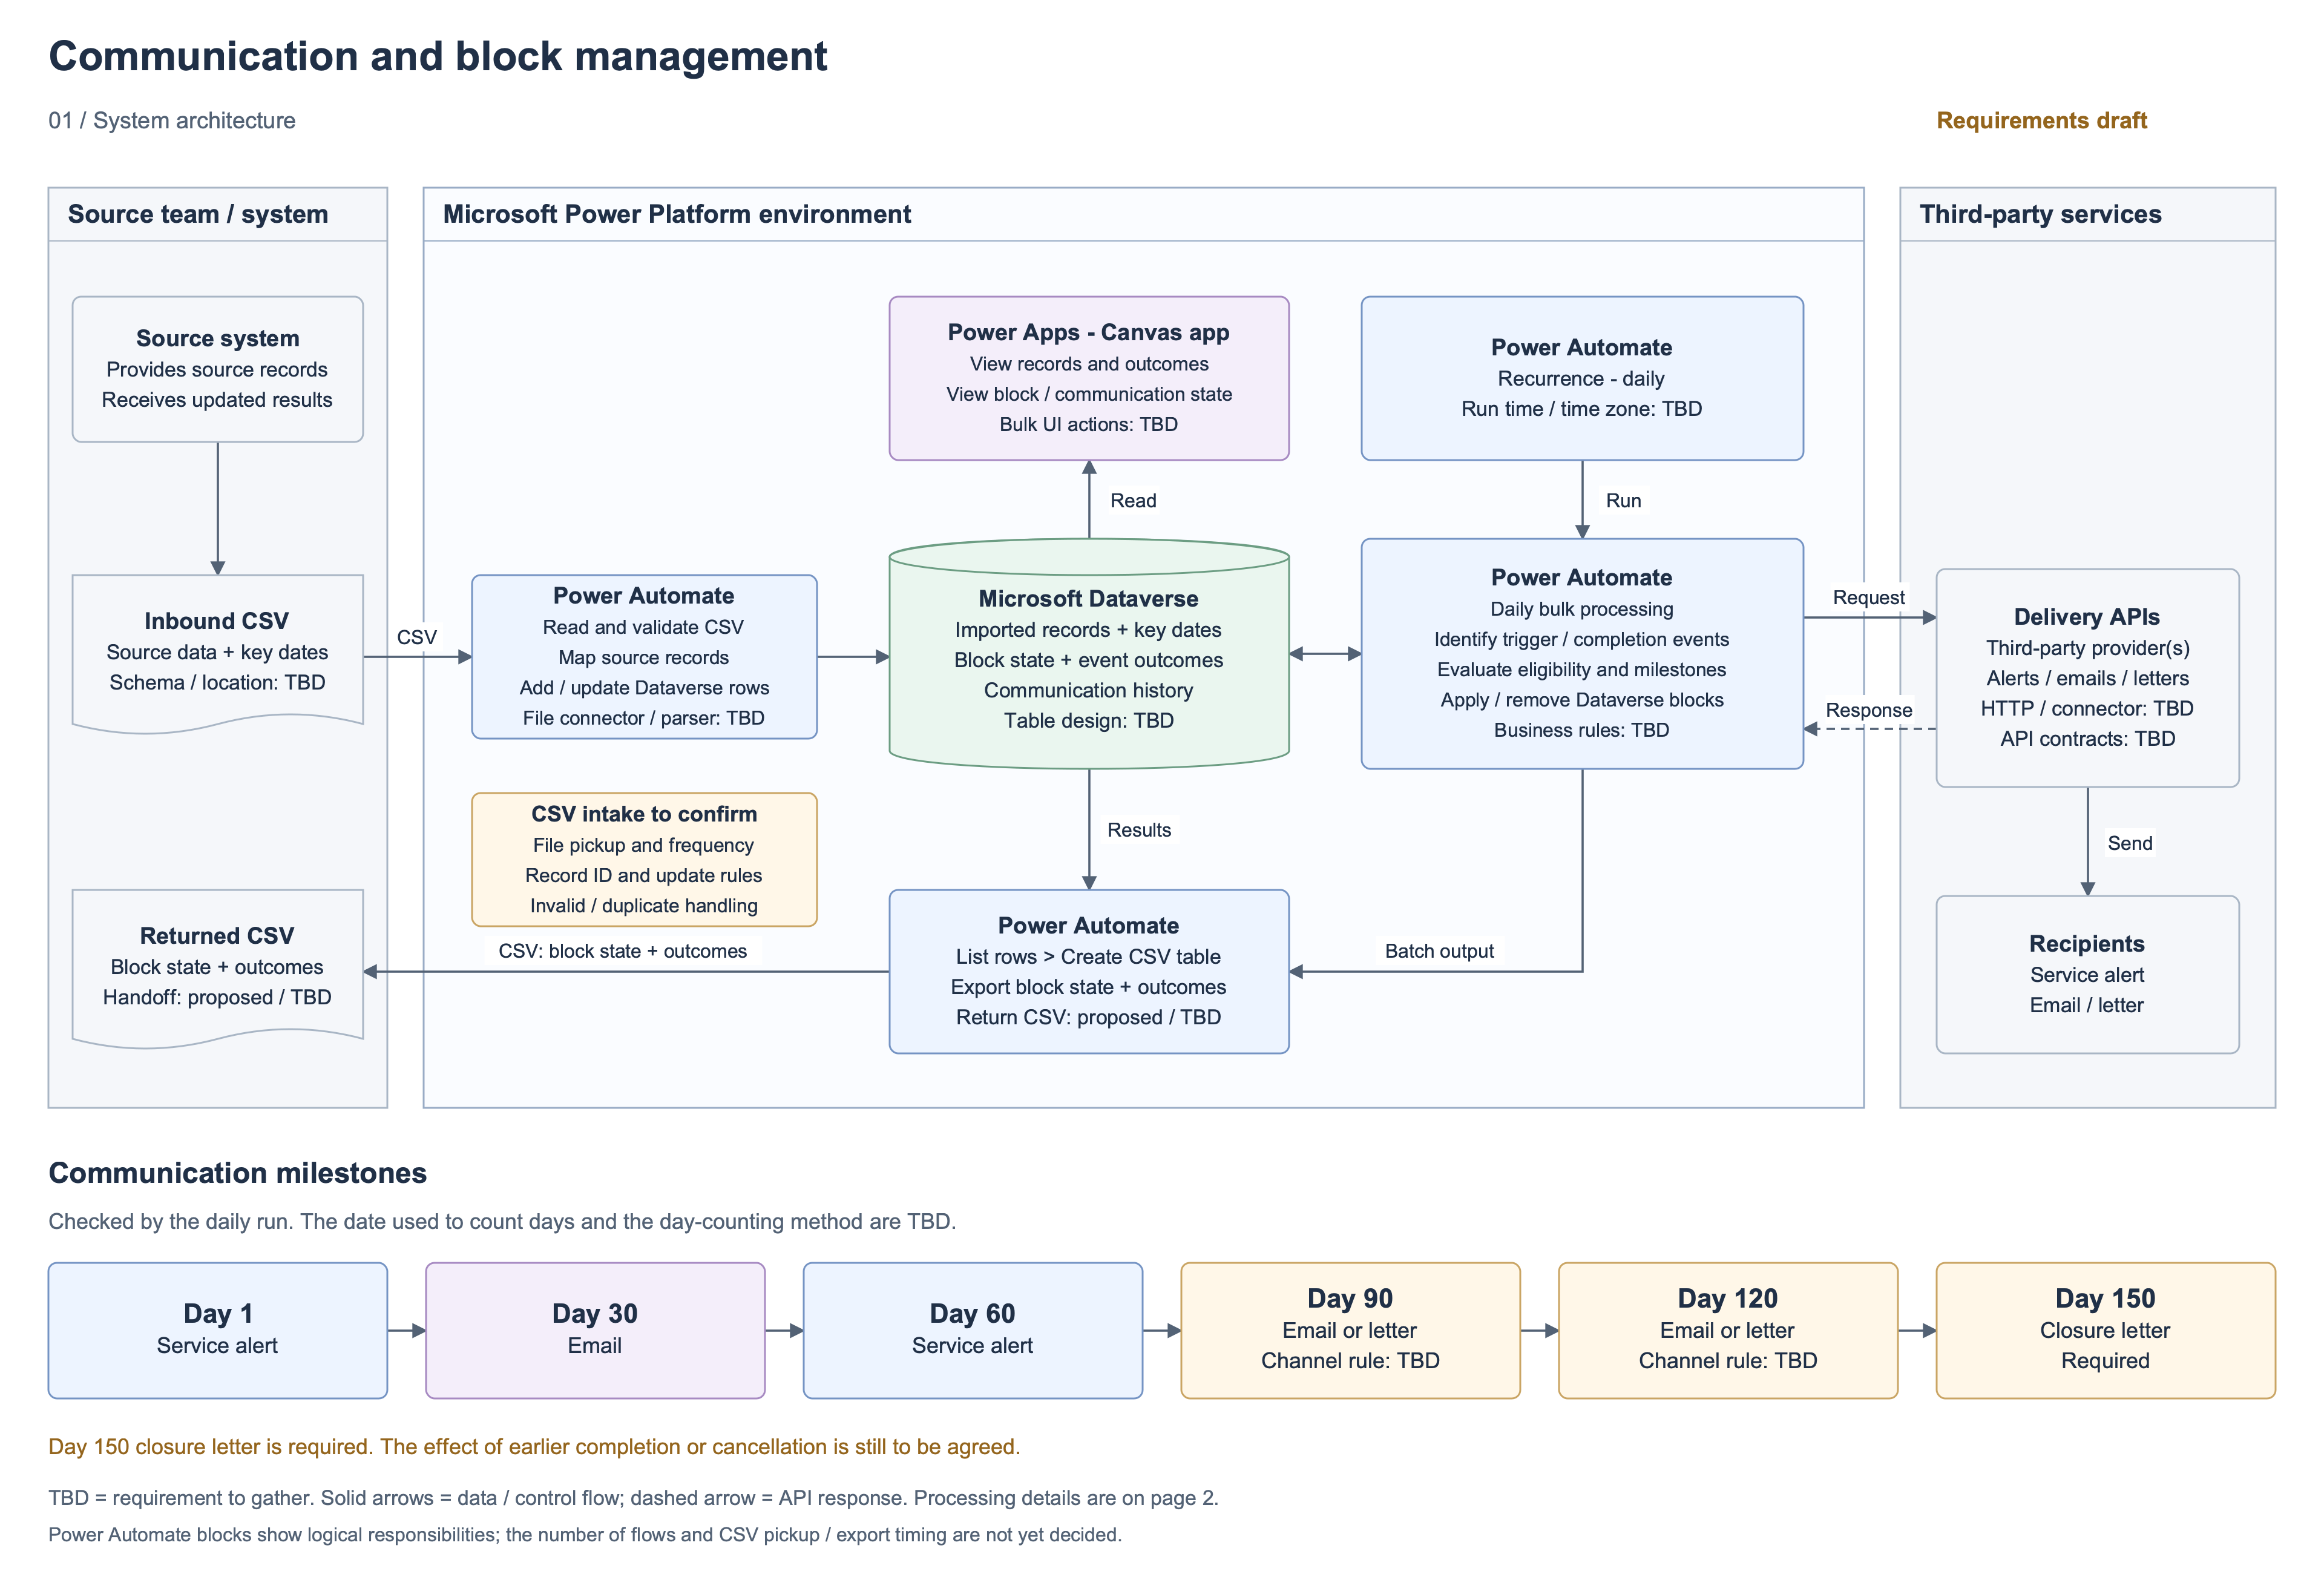 Communication and block management
01 / System architecture
Requirements draft
Source team / system
Source system
Provides source records
Receives updated results
Inbound CSV
Source data + key dates
Schema / location: TBD
Returned CSV
Block state + outcomes
Handoff: proposed / TBD
CSV
Microsoft Power Platform environment
Power Apps - Canvas app
View records and outcomes
View block / communication state
Bulk UI actions: TBD
Power Automate
Recurrence - daily
Run time / time zone: TBD
Read
Run
Power Automate
Read and validate CSV
Map source records
Add / update Dataverse rows
File connector / parser: TBD
Microsoft Dataverse
Imported records + key dates
Block state + event outcomes
Communication history
Table design: TBD
Power Automate
Daily bulk processing
Identify trigger / completion events
Evaluate eligibility and milestones
Apply / remove Dataverse blocks
Business rules: TBD
CSV intake to confirm
File pickup and frequency
Record ID and update rules
Invalid / duplicate handling
Results
CSV: block state + outcomes
Power Automate
List rows > Create CSV table
Export block state + outcomes
Return CSV: proposed / TBD
Batch output
Request
Response
Third-party services
Delivery APIs
Third-party provider(s)
Alerts / emails / letters
HTTP / connector: TBD
API contracts: TBD
Send
Recipients
Service alert
Email / letter
Communication milestones
Checked by the daily run. The date used to count days and the day-counting method are TBD.
Day 1
Service alert
Day 30
Email
Day 60
Service alert
Day 90
Email or letter
Channel rule: TBD
Day 120
Email or letter
Channel rule: TBD
Day 150
Closure letter
Required
Day 150 closure letter is required. The effect of earlier completion or cancellation is still to be agreed.
TBD = requirement to gather. Solid arrows = data / control flow; dashed arrow = API response. Processing details are on page 2.
Power Automate blocks show logical responsibilities; the number of flows and CSV pickup / export timing are not yet decided.